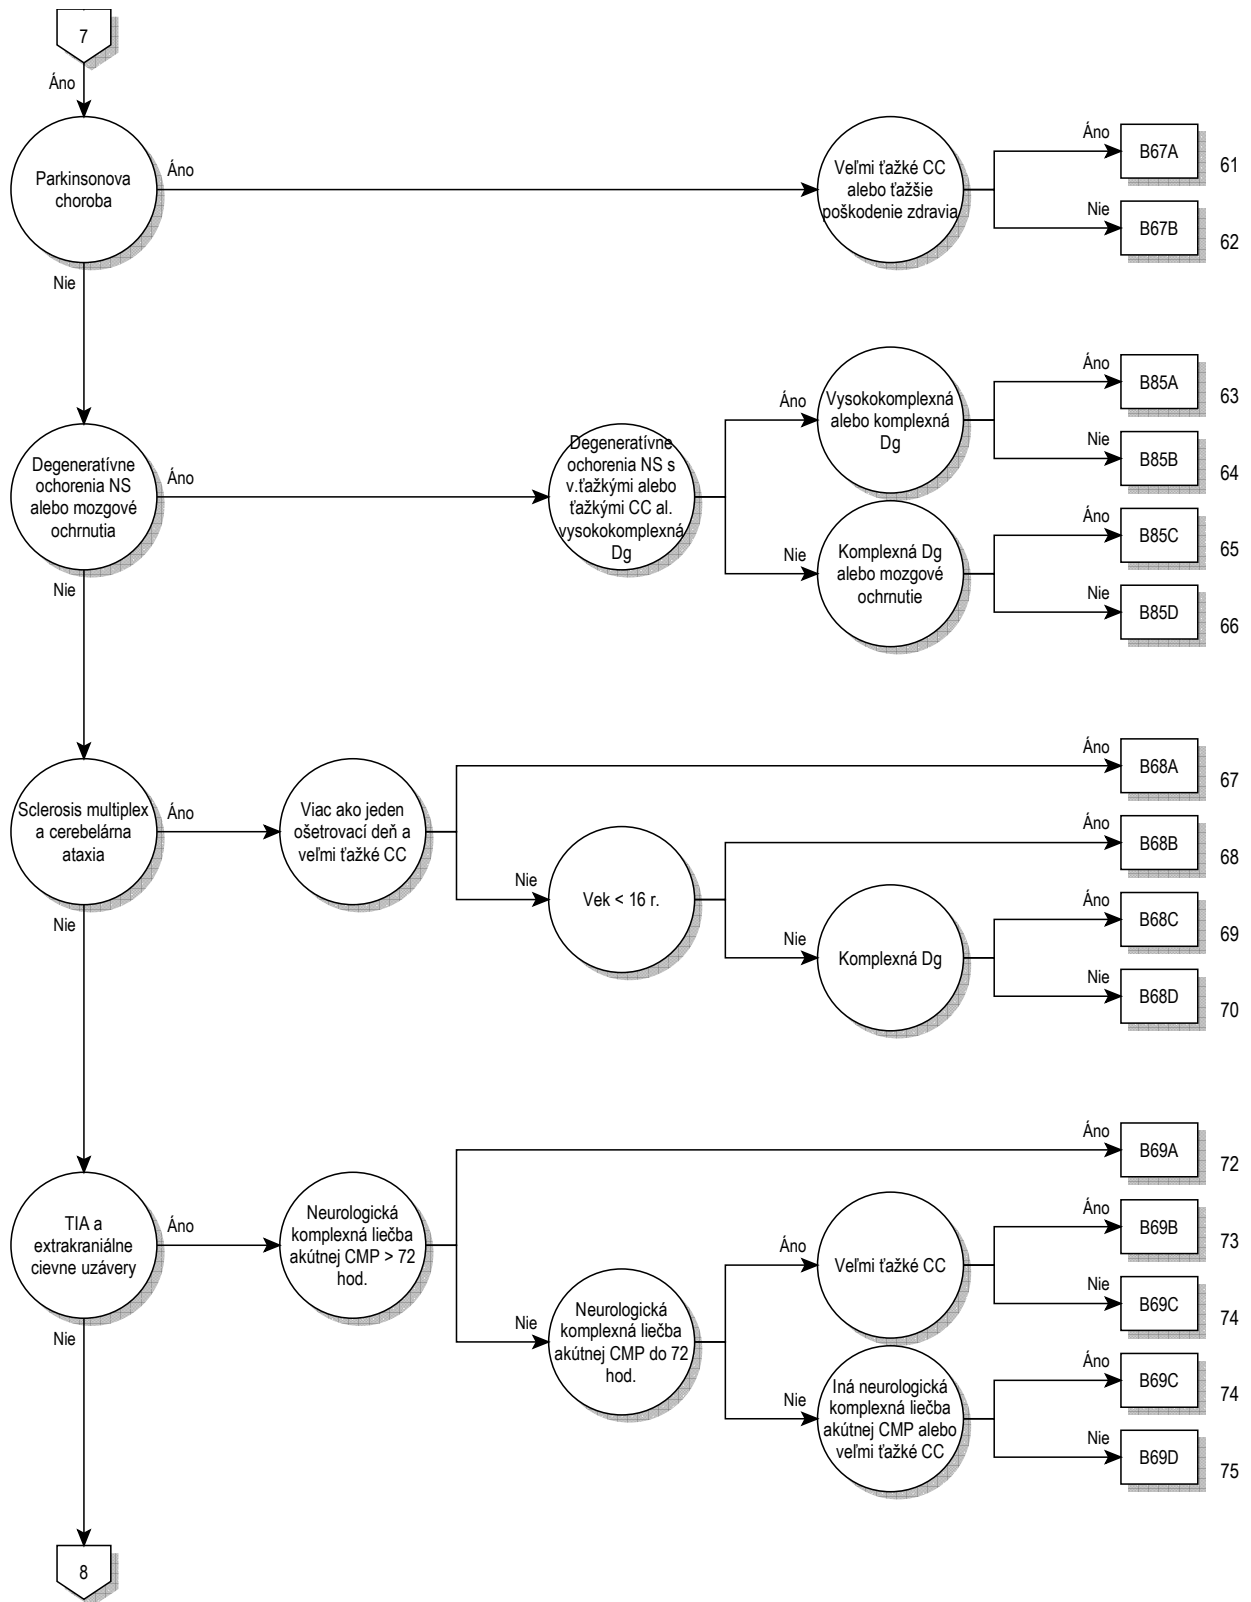 7
Áno
Parkinsonova
choroba
Áno
Veľmi ťažké CC
alebo ťažšie
poškodenie zdravia
Áno
B67A
61
Nie
B67B
62
Nie
Degeneratívne
ochorenia NS
alebo mozgové
ochrnutia
Áno
Degeneratívne
ochorenia NS s
v.ťažkými alebo
ťažkými CC al.
vysokokomplexná
Dg
Áno
Vysokokomplexná
alebo komplexná
Dg
Áno
B85A
63
Nie
B85B
64
Nie
Komplexná Dg
alebo mozgové
ochrnutie
Áno
B85C
65
Nie
B85D
66
Nie
Sclerosis multiplex
a cerebelárna
ataxia
Áno
Viac ako jeden
ošetrovací deň a
veľmi ťažké CC
Áno
B68A
67
Nie
Vek < 16 r.
Áno
B68B
68
Nie
Komplexná Dg
Áno
B68C
69
Nie
B68D
70
Nie
TIA a
extrakraniálne
cievne uzávery
Áno
Neurologická
komplexná liečba
akútnej CMP > 72
hod.
Áno
B69A
72
Nie
Neurologická
komplexná liečba
akútnej CMP do 72
hod.
Áno
Veľmi ťažké CC
Áno
B69B
73
Nie
B69C
74
Nie
Iná neurologická
komplexná liečba
akútnej CMP alebo
veľmi ťažké CC
Áno
B69C
74
Nie
B69D
75
Nie
8